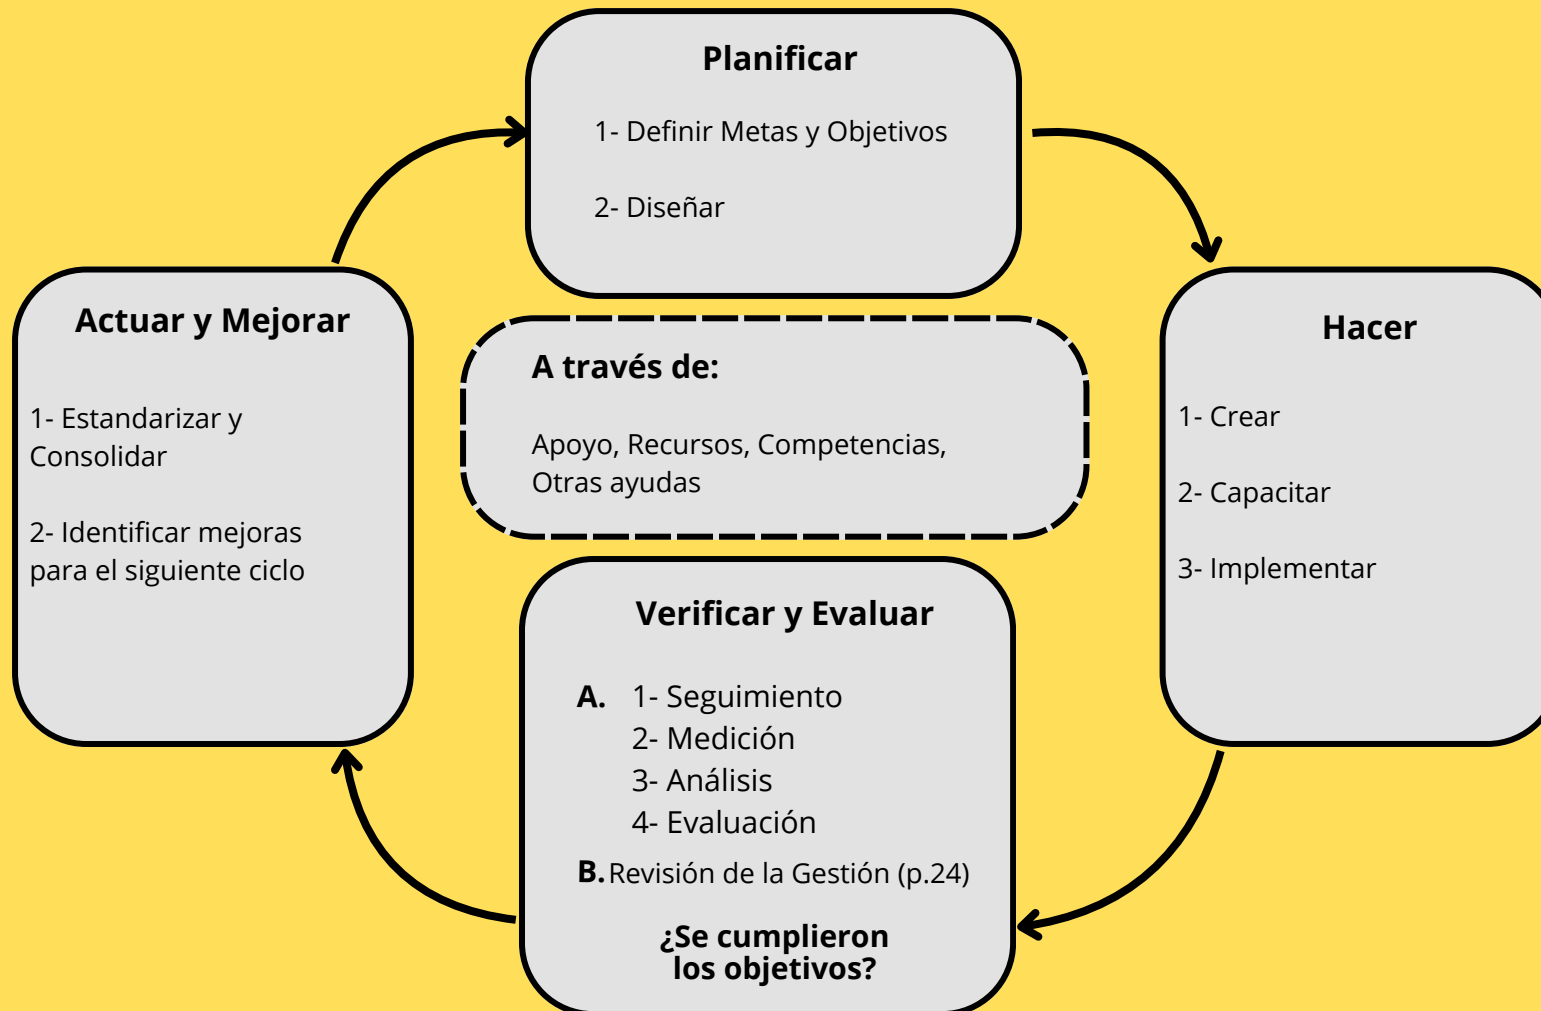 Planificar
1- Definir Metas y Objetivos
2- Diseñar
Actuar y Mejorar
1- Estandarizar y
Consolidar
2- Identificar mejoras
para el siguiente ciclo
A través de:
Apoyo, Recursos, Competencias,
Otras ayudas
Hacer
1- Crear
2- Capacitar
3- Implementar
Verificar y Evaluar
A. 1- Seguimiento
2- Medición
3- Análisis
4- Evaluación
B. Revisión de la Gestión (p.24)
¿Se cumplieron
los objetivos?